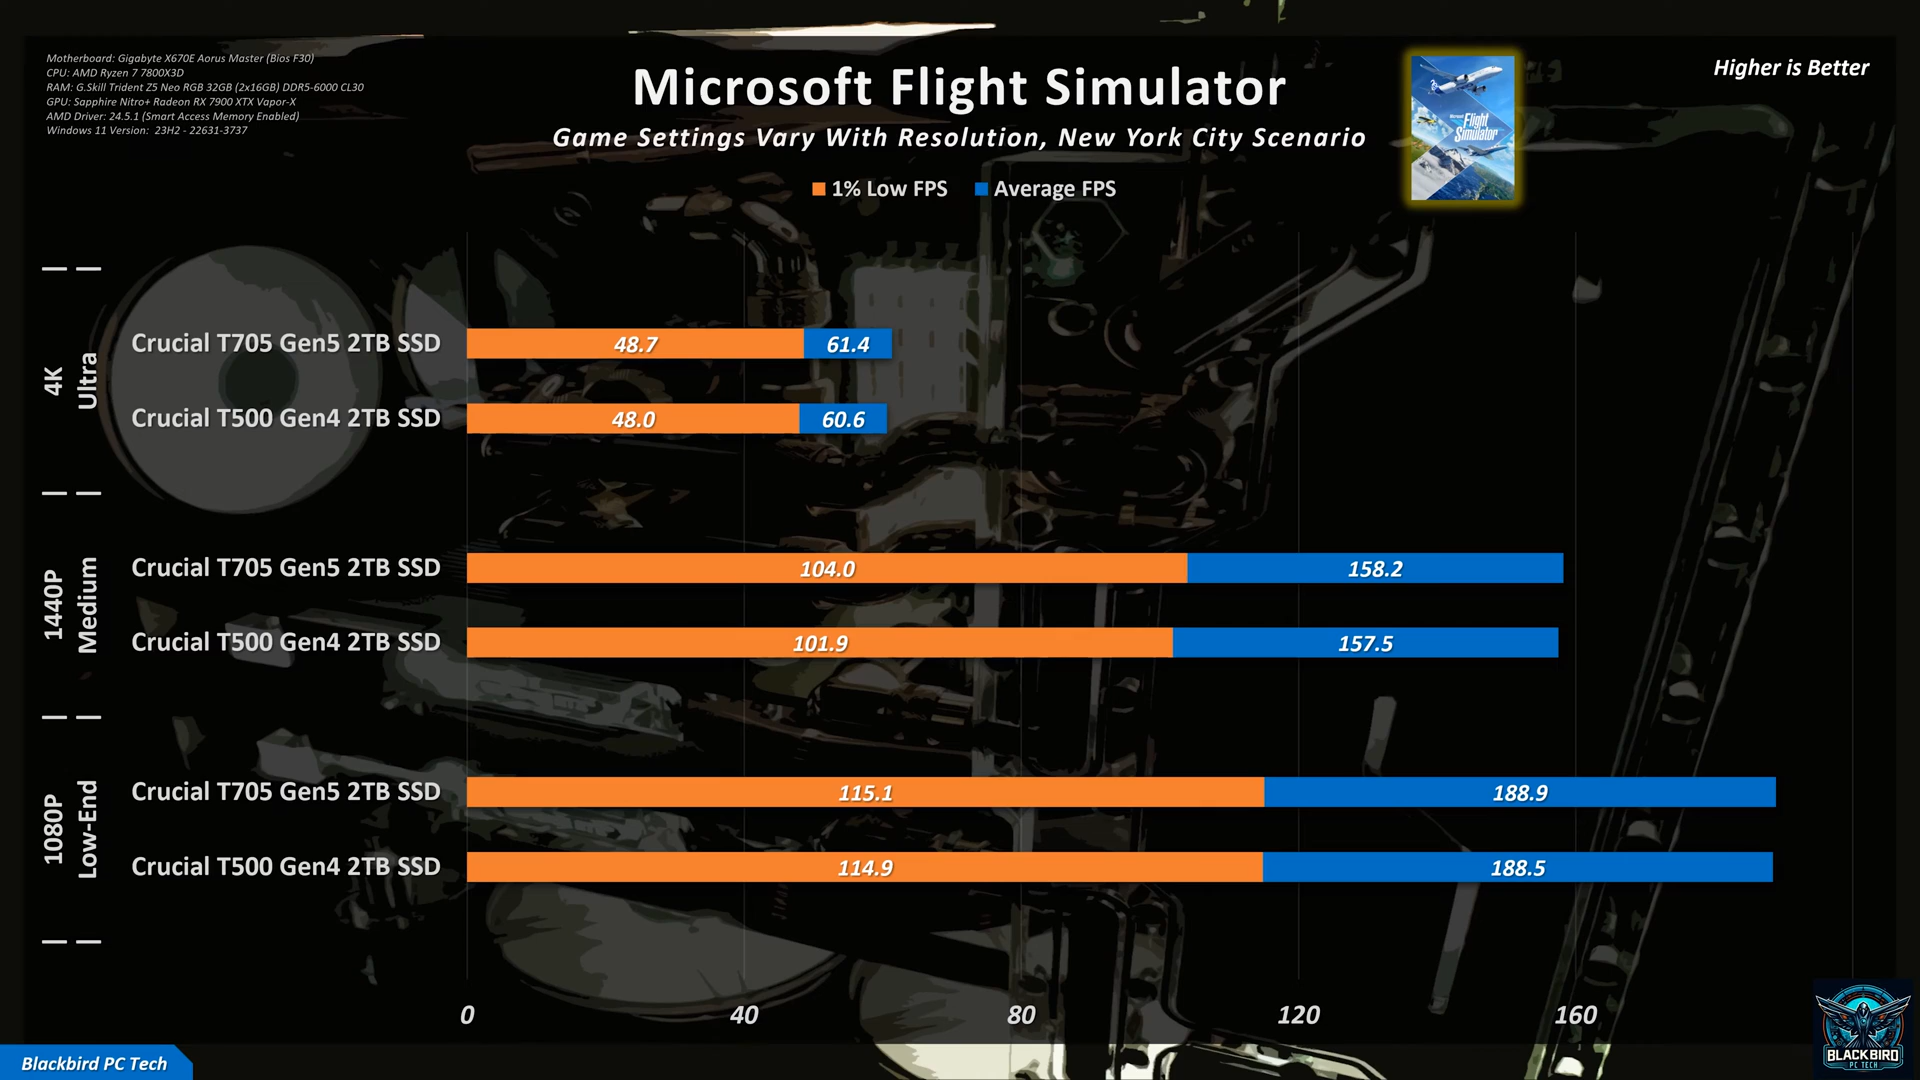 Motherboard: Gigabyte X670E Aorus Master (Bios F30)
CPU: AMD Ryzen 7 7800X3D
RAM: G.Skill Trident Z5 Neo RGB 32GB (2x16GB) DDR5-6000 CL30
GPU: Sapphire Nitro+ Radeon RX 7900 XTX Vapor-X
AMD Driver: 24.5.1 (Smart Access Memory Enabled)
Windows 11 Version: 23H2 - 22631-3737
Microsoft Flight Simulator
Game Settings Vary With Resolution, New York City Scenario
1% Low FPS Average FPS
Flight
Simulator
Higher is Better
4K
Ultra
Crucial T705 Gen5 2TB SSD 48.7 61.4
Crucial T500 Gen4 2TB SSD 48.0 60.6
1440P
Medium
Crucial T705 Gen5 2TB SSD 104.0 158.2
Crucial T500 Gen4 2TB SSD 101.9 157.5
1080P
Low-End
Crucial T705 Gen5 2TB SSD 115.1 188.9
Crucial T500 Gen4 2TB SSD 114.9 188.5
0 40 80 120 160
Blackbird PC Tech
BLACKBIRD
PC TECH